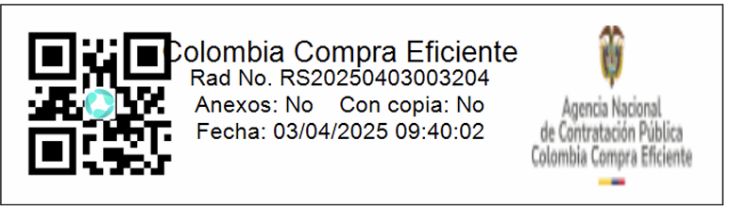 Colombia Compra Eficiente
Rad No. RS20250403003204
Anexos: No    Con copia: No
Fecha: 03/04/2025 09:40:02
Agencia Nacional
de Contratación Pública
Colombia Compra Eficiente